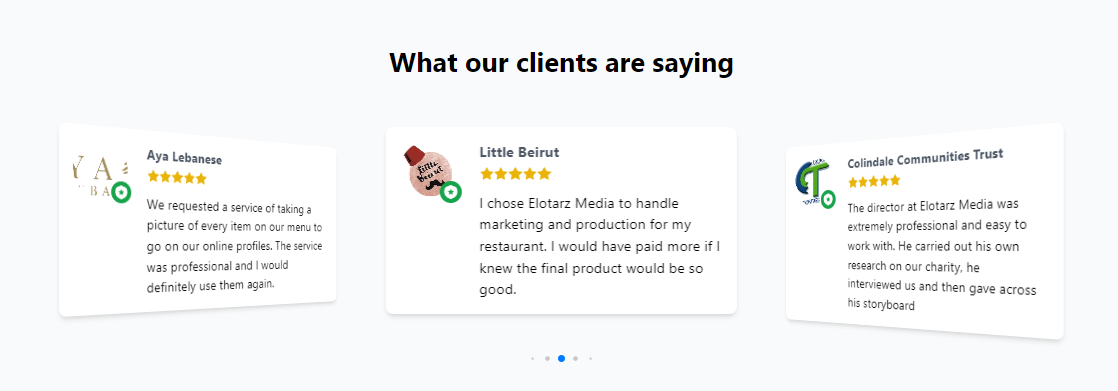 What our clients are saying
YA
BA
Aya Lebanese
We requested a service of taking a
picture of every item on our menu to
go on our online profiles. The service
was professional and I would
definitely use them again.
Little Beirut
Little Beirut
I chose Elotarz Media to handle
marketing and production for my
restaurant. I would have paid more if I
knew the final product would be so
good.
Colindale Communities Trust
The director at Elotarz Media was
extremely professional and easy to
work with. He carried out his own
research on our charity, he
interviewed us and then gave across
his storyboard